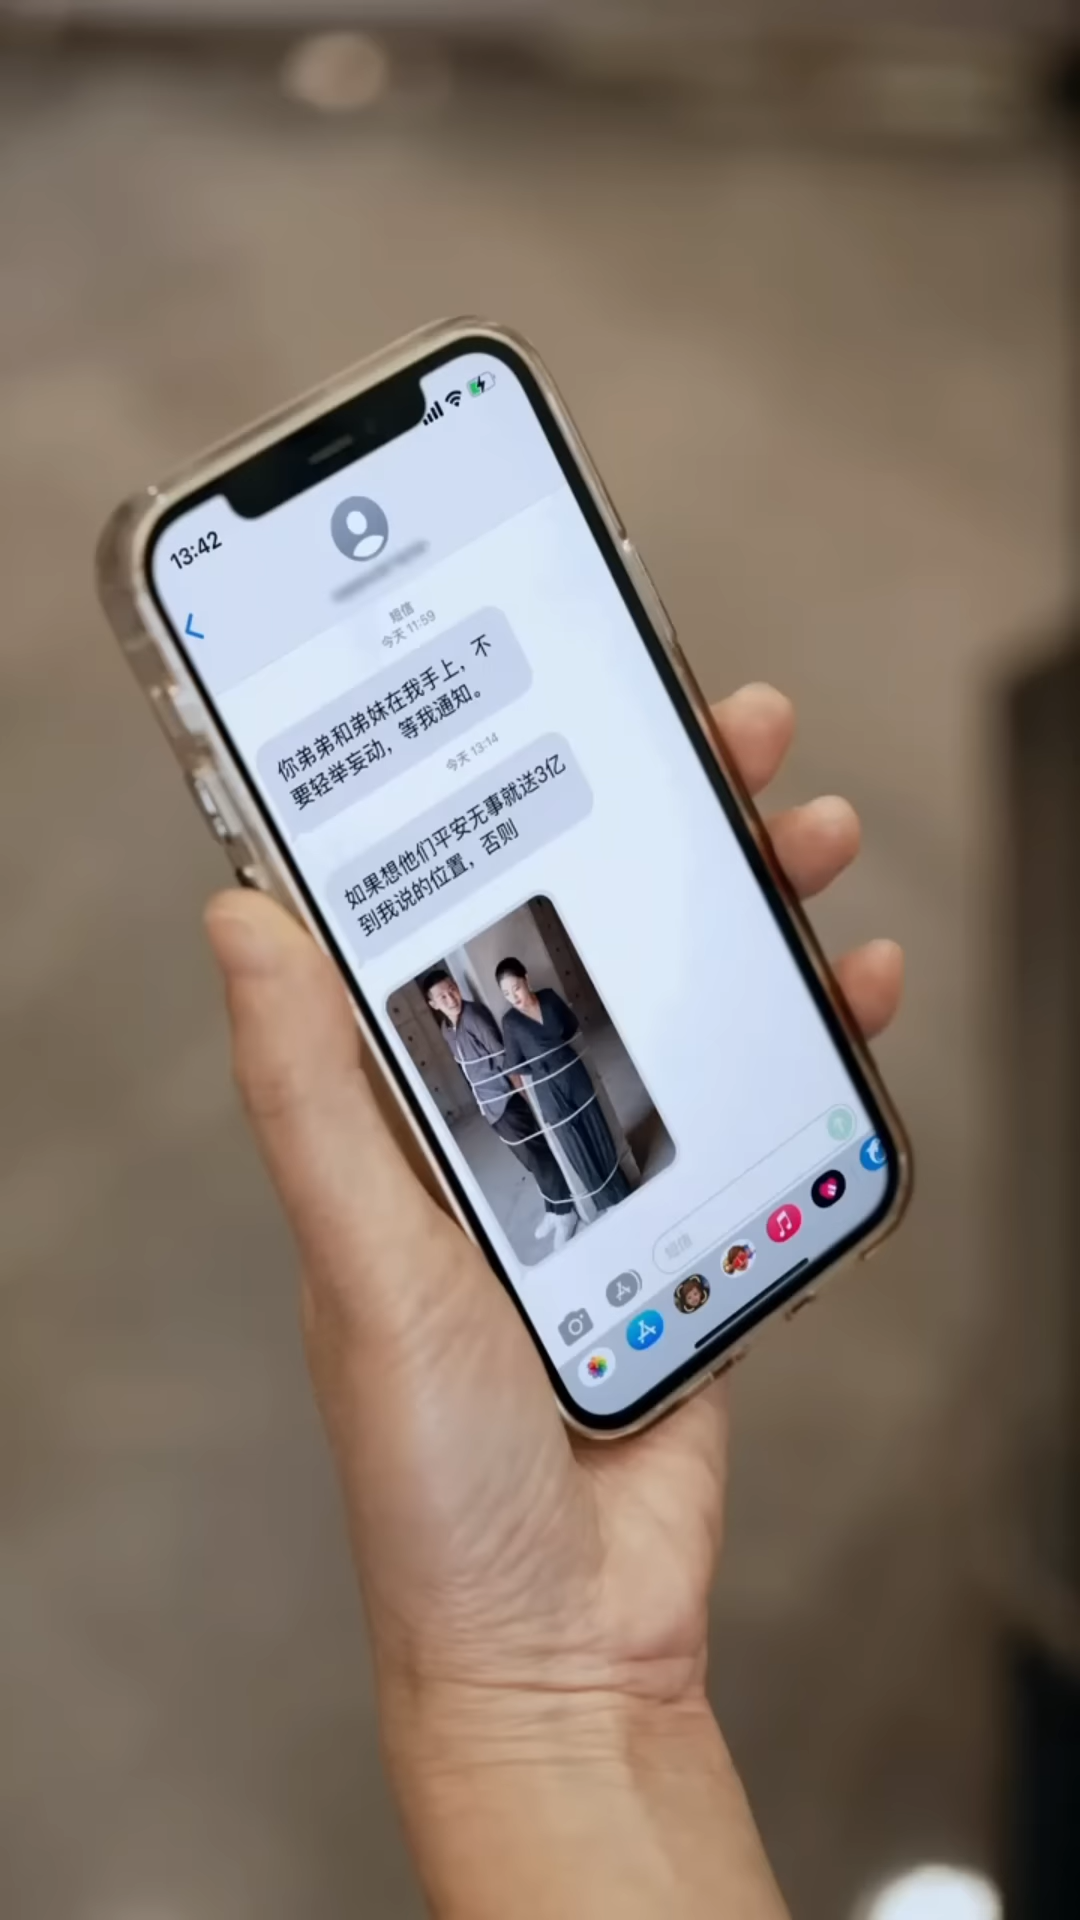 13:42
短信
今天 11:59
你弟弟和弟妹在我手上，不
要轻举妄动，等我通知。
今天 13:14
如果想他们平安无事就送3亿
到我说的位置，否则
短信